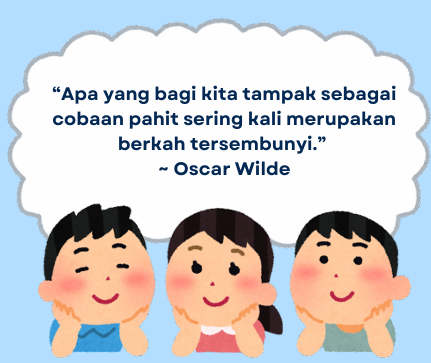 “Apa yang bagi kita tampak sebagai
cobaan pahit sering kali merupakan
berkah tersembunyi.”
~ Oscar Wilde